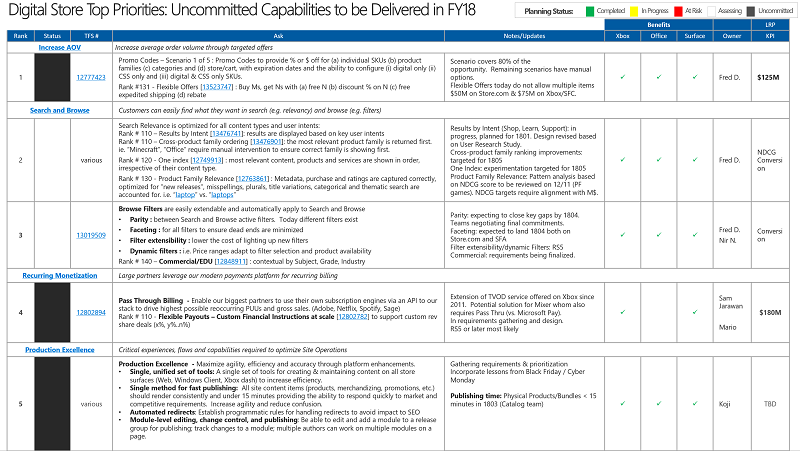 Digital Store Top Priorities: Uncommitted Capabilities to be Delivered in FY18
Planning Status: Completed In Progress At Risk Assessing Uncommitted
Benefits LRP
Rank Status TFS # Ask Notes/Updates Xbox Office Surface Owner KPI
Increase AOV Increase average order volume through targeted offers
1
12777423
Promo Codes – Scenario 1 of 5 : Promo Codes to provide % or $ off for (a) individual SKUs (b) product
families (c) categories and (d) store/cart, with expiration dates and the ability to configure (i) digital only (ii)
CSS only and (iii) digital & CSS only SKUs.
Rank #131 - Flexible Offers [13523747] : Buy Ms, get Ns with (a) free N (b) discount % on N (c) free
expedited shipping (d) rebate
Scenario covers 80% of the
opportunity. Remaining scenarios have manual
options.
Flexible Offers Today do not allow multiple items
$50M on Store.com & $75M on Xbox/SFC.
✓ ✓ ✓
Fred D.
$125M
Search and Browse Customers can easily find what they want in search (e.g. relevancy) and browse (e.g. filters)
2
various
Search Relevance is optimized for all content types and user intents:
Rank # 110 – Results by Intent [13476741]: results are displayed based on key user intents
Rank # 110 – Cross-product family ordering [13476901]: the most relevant product family is returned first.
ie. "Minecraft", "Office" require manual intervention to ensure correct family is showing first.
Rank # 120 - One index [12749913] : most relevant content, products and services are shown in order,
irrespective of their content type.
Rank # 130 - Product Family Relevance [12763861] : Metadata, purchase and ratings are captured correctly,
optimized for "new releases", misspellings, plurals, title variations, categorical and thematic search are
accounted for. i.e. "laptop" vs. "laptops"
Results by Intent (Shop, Learn, Support): in
progress, planned for 1801. Design revised based
on User Research.
Cross-product family ranking improvements:
targeted for 1805
One Index: experimentation targeted for 1805
Product Family Relevance: Pattern analysis based
on NDCG score to be reviewed on 12/11 (PF
games). NDCG targets require alignment with M$.
✓ ✓ ✓
Fred D.
NDCG
Conversi
on
3
13019509
Browse Filters are easily extendable and automatically apply to Search and Browse
• Parity : between Search and Browse active filters. Today different filters exist
• Faceting : for all filters to ensure dead ends are minimized
• Filter extensibility : lower the cost of lighting up new filters
• Dynamic filters : i.e. Price ranges adapt to filter selection and product availability
Rank # 140 – Commercial/EDU [12848911] : contextual by Subject, Grade, Industry
Parity: expecting to close key gaps by 1804.
Teams negotiating final commitments.
Faceting: expected to land 1804 both on
Store.com and SFA
Filter extensibility/dynamic Filters: RS5
Commercial: requirements being finalized.
✓ ✓ ✓
Fred D.
Nir N.
Conversi
on
Recurring Monetization Large partners leverage our modern payments platform for recurring billing
4
12802894
Pass Through Billing - Enable our biggest partners to use their own subscription engines via an API to our
stack to drive highest possible reoccurring PUUs and gross sales. (Adobe, Netflix, Spotify, Sage)
Rank # 110 - Flexible Payouts – Custom Financial Instructions at scale [12802782] to support custom rev
share deals (x%, y%.n%)
Extension of TVOD service offered on Xbox since
2011. Potential solution for Mixer whom also
requires Pass Thru (vs. Microsoft Pay).
In requirements gathering and design.
RS5 or later most likely
✓ ✓
Sam
Jarawan
Mario
$180M
Production Excellence Critical experiences, flows and capabilities required to optimize Site Operations
5
various
Production Excellence - Maximize agility, efficiency and accuracy through platform enhancements.
• Single, unified set of tools: A single set of tools for creating & maintaining content on all store
surfaces (Web, Windows Client, Xbox dash) to increase efficiency.
• Single method for fast publishing: All site content items (products, merchandizing, promotions, etc.)
should render consistently and under 15 minutes providing the ability to respond quickly to market and
competitive requirements. Increase agility and reduce confusion.
• Automated redirects: Establish programmatic rules for handling redirects to avoid impact to SEO
• Module-level editing, change control, and publishing: Be able to edit and add a module to a release
group for publishing; track changes to a module; multiple authors can work on multiple modules on a
page.
Gathering requirements & prioritization
Incorporate lessons from Black Friday / Cyber
Monday
Publishing time: Physical Products/Bundles < 15
minutes in 1803 (Catalog team)
✓ ✓ ✓
Koji
TBD